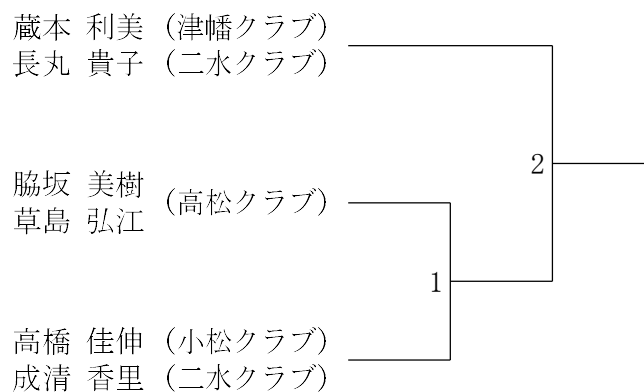 蔵本 利美 (津幡クラブ)
長丸 貴子 (二水クラブ)
2
脇坂 美樹
(高松クラブ)
草島 弘江
1
高橋 佳伸 (小松クラブ)
成清 香里 (二水クラブ)